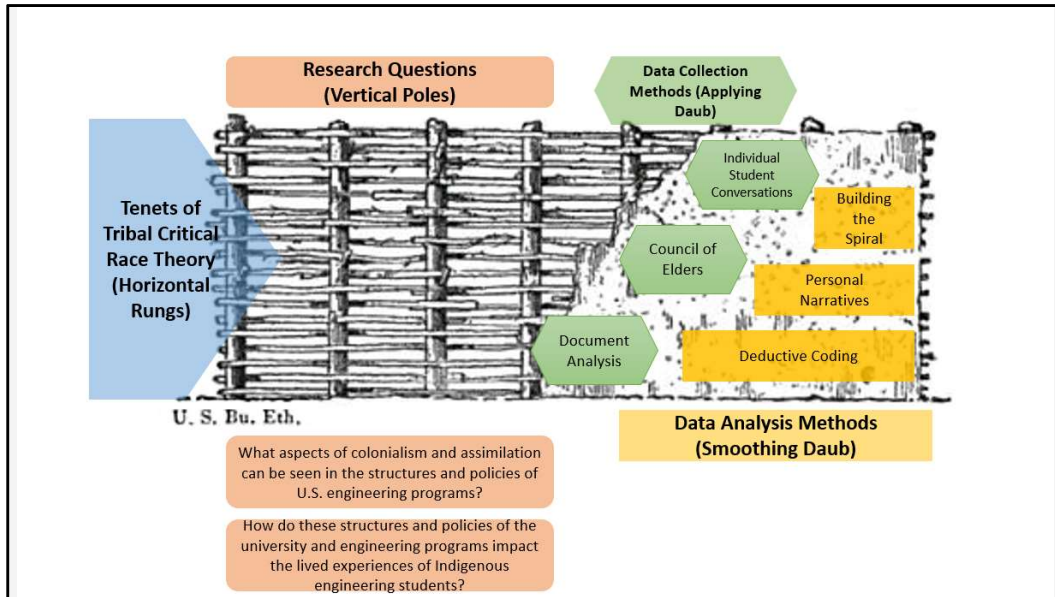 Research Questions
(Vertical Poles)
Data Collection
Methods (Applying
Daub)
Tenets of
Tribal Critical
Race Theory
(Horizontal
Rungs)
Individual
Student
Conversations
Building
the
Spiral
Council of
Elders
Personal
Narratives
Document
Analysis
Deductive Coding
U. S. Bu. Eth.
Data Analysis Methods
(Smoothing Daub)
What aspects of colonialism and assimilation
can be seen in the structures and policies of
U.S. engineering programs?
How do these structures and policies of the
university and engineering programs impact
the lived experiences of Indigenous
engineering students?